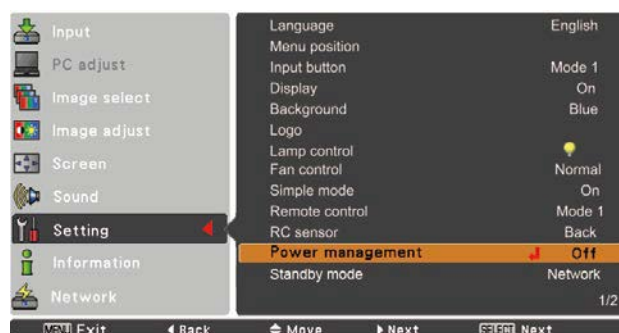 Input
PC adjust
Image select
Image adjust
Screen
Sound
Setting
Information
Network
Language English
Menu position
Input button Mode 1
Display On
Background Blue
Logo
Lamp control
Fan control Normal
Simple mode On
Remote control Mode 1
RC sensor Back
Power management Off
Standby mode Network
1/2
MENU Exit Back Move Next SELECT Next